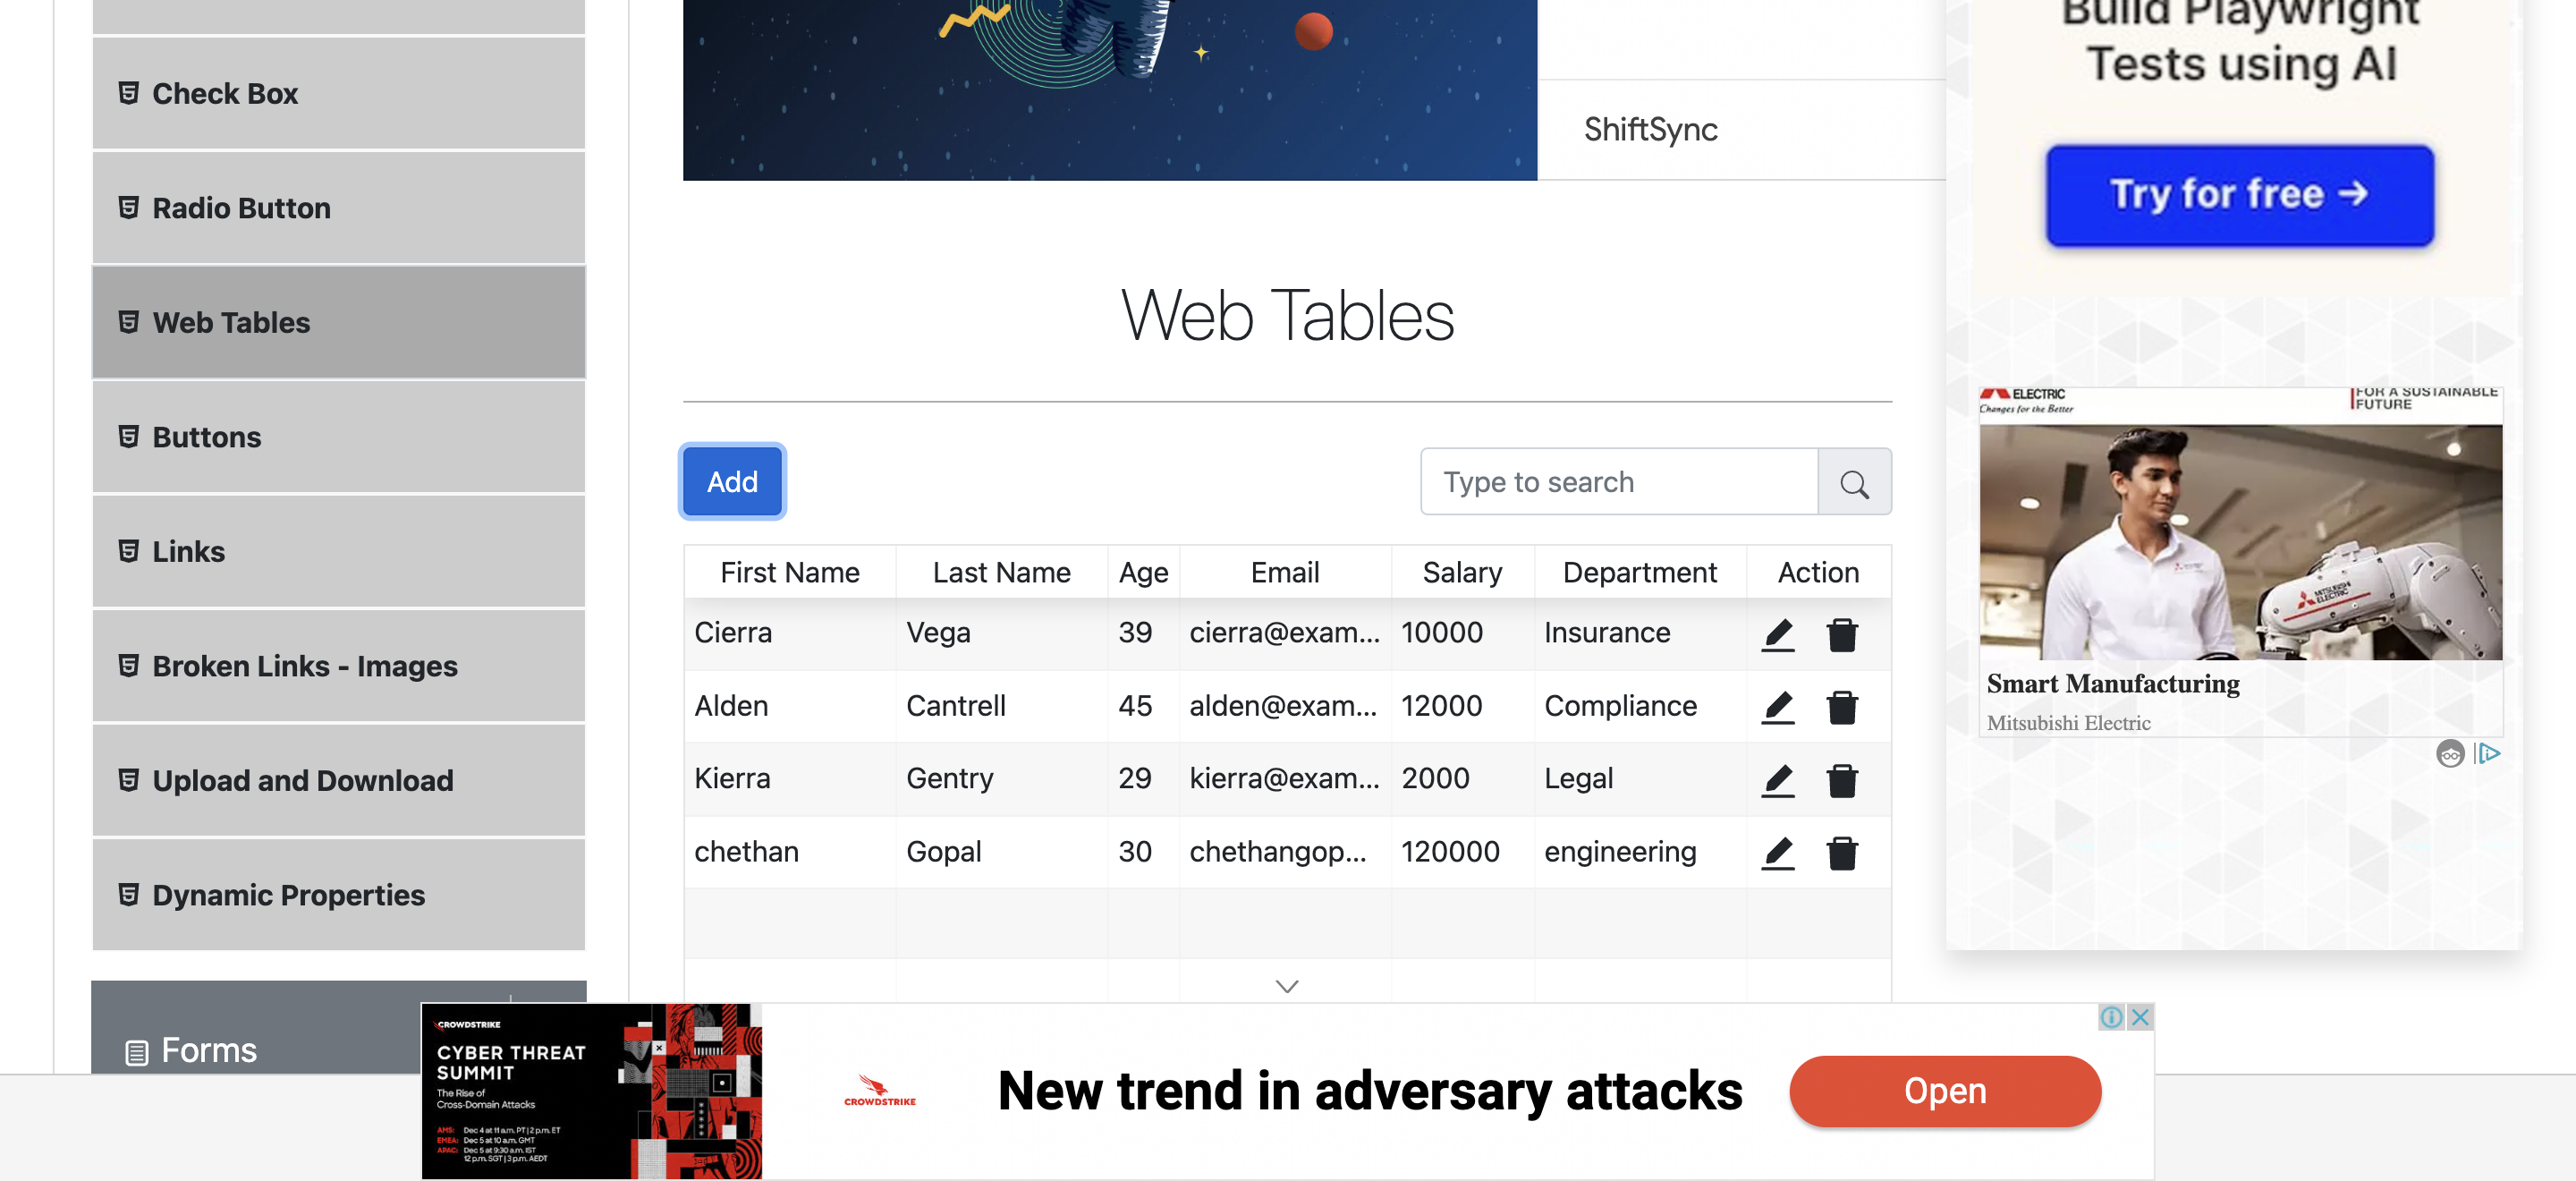 Check Box
Radio Button
Web Tables
Buttons
Links
Broken Links - Images
Upload and Download
Dynamic Properties
Forms
ShiftSync
Web Tables
Add
Type to search
First Name Last Name Age Email Salary Department Action
Cierra Vega 39 cierra@exam... 10000 Insurance
Alden Cantrell 45 alden@exam... 12000 Compliance
Kierra Gentry 29 kierra@exam... 2000 Legal
chethan Gopal 30 chethangop... 120000 engineering
Build Playwright
Tests using AI
Try for free →
ELECTRIC
Changes for the Better
FOR A SUSTAINABLE
FUTURE
MITSUBISHI
ELECTRIC
Smart Manufacturing
Mitsubishi Electric
CROWDSTRIKE
CYBER THREAT
SUMMIT
The Rise of
Cross-Domain Attacks
AMS: Dec 4 at 11 a.m. PT | 2 p.m. ET
EMEA: Dec 5 at 10 a.m. GMT
APAC: Dec 5 at 9:30 a.m. IST
12 p.m. SGT | 3 p.m. AEDT
CROWDSTRIKE
New trend in adversary attacks
Open